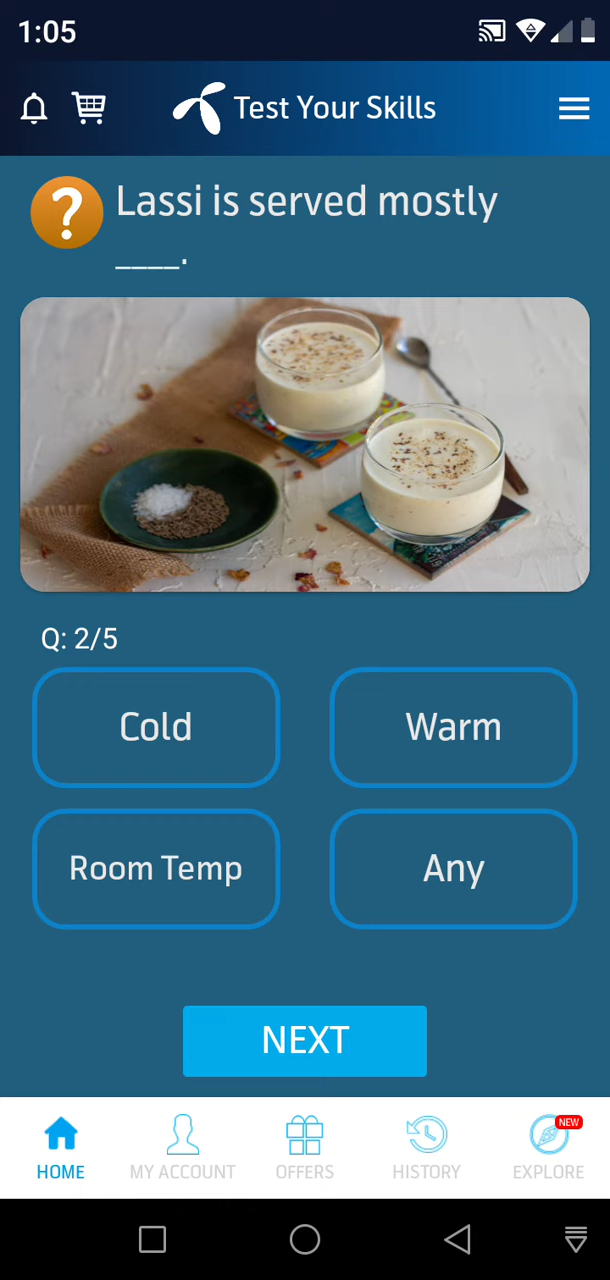 1:05
Test Your Skills
?
Lassi is served mostly
____.
Q: 2/5
Cold
Warm
Room Temp
Any
NEXT
NEW
HOME
MY ACCOUNT
OFFERS
HISTORY
EXPLORE